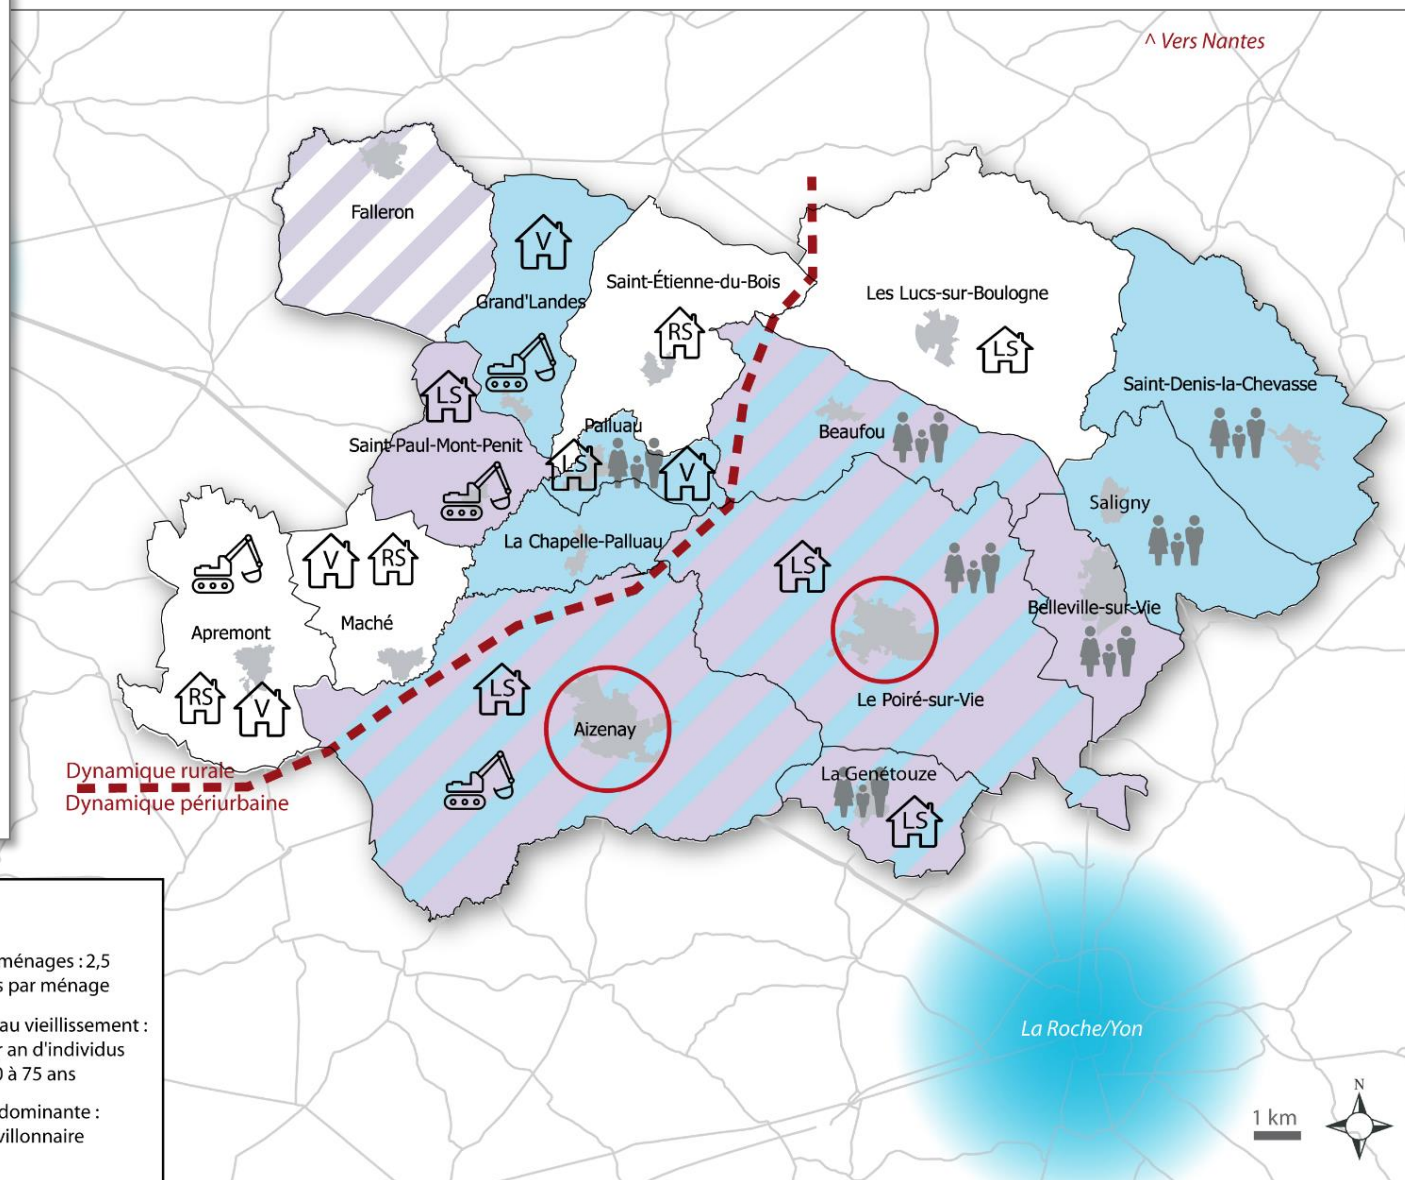 ^ Vers Nantes
Falleron
V
Grand'Landes
Saint-Étienne-du-Bois
RS
Les Lucs-sur-Boulogne
LS
Saint-Denis-la-Chevasse
LS
Saint-Paul-Mont-Penit
Palluau
LS
V
Beaufou
Saligny
La Chapelle-Palluau
V
RS
Maché
Apremont
RS
V
LS
Belleville-sur-Vie
Le Poiré-sur-Vie
LS
Aizenay
La Genétouze
LS
Dynamique rurale
Dynamique périurbaine
ménages : 2,5
par ménage
au vieillissement :
an d'individus
à 75 ans
dominante :
La Roche/Yon
N
1 km